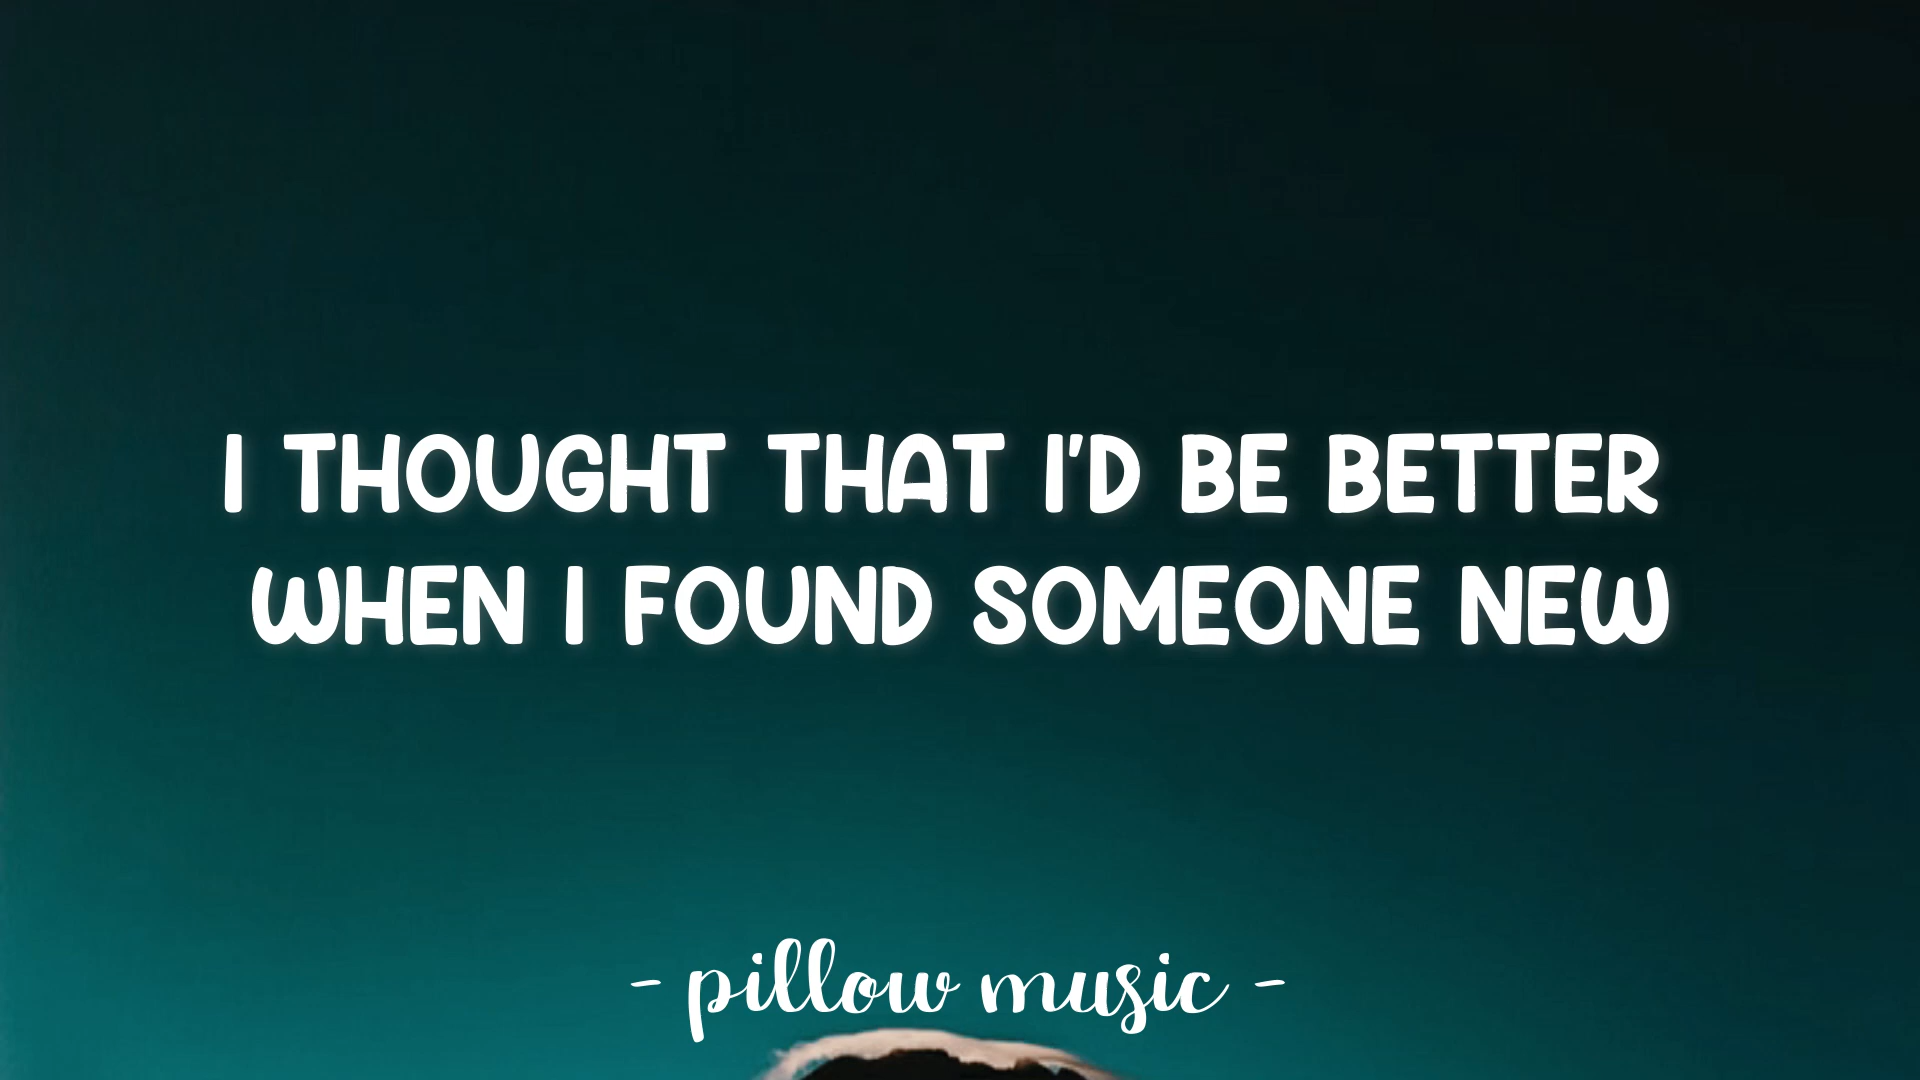 I THOUGHT THAT I'D BE BETTER
WHEN I FOUND SOMEONE NEW
- pillow music -